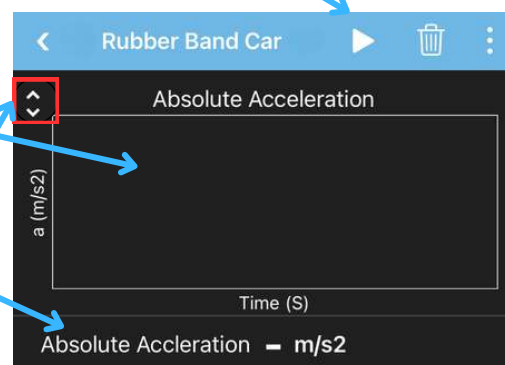 Rubber Band Car
Absolute Acceleration
a (m/s2)
Time (S)
Absolute Accleration - m/s2